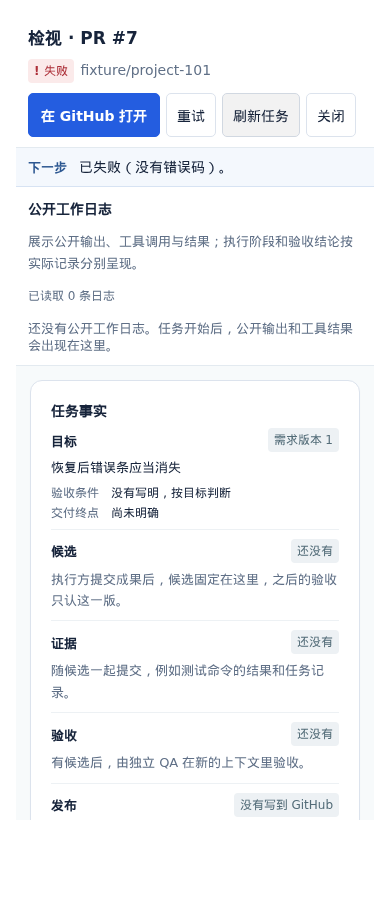 检视 · PR #7
! 失败 fixture/project-101
在 GitHub 打开 重试 刷新任务 关闭
下一步 已失败（没有错误码）。
公开工作日志
展示公开输出、工具调用与结果；执行阶段和验收结论按
实际记录分别呈现。
已读取 0 条日志
还没有公开工作日志。任务开始后，公开输出和工具结果
会出现在这里。
任务事实
目标 需求版本 1
恢复后错误条应当消失
验收条件 没有写明，按目标判断
交付终点 尚未明确
候选 还没有
执行方提交成果后，候选固定在这里，之后的验收
只认这一版。
证据 还没有
随候选一起提交，例如测试命令的结果和任务记
录。
验收 还没有
有候选后，由独立 QA 在新的上下文里验收。
发布 没有写到 GitHub